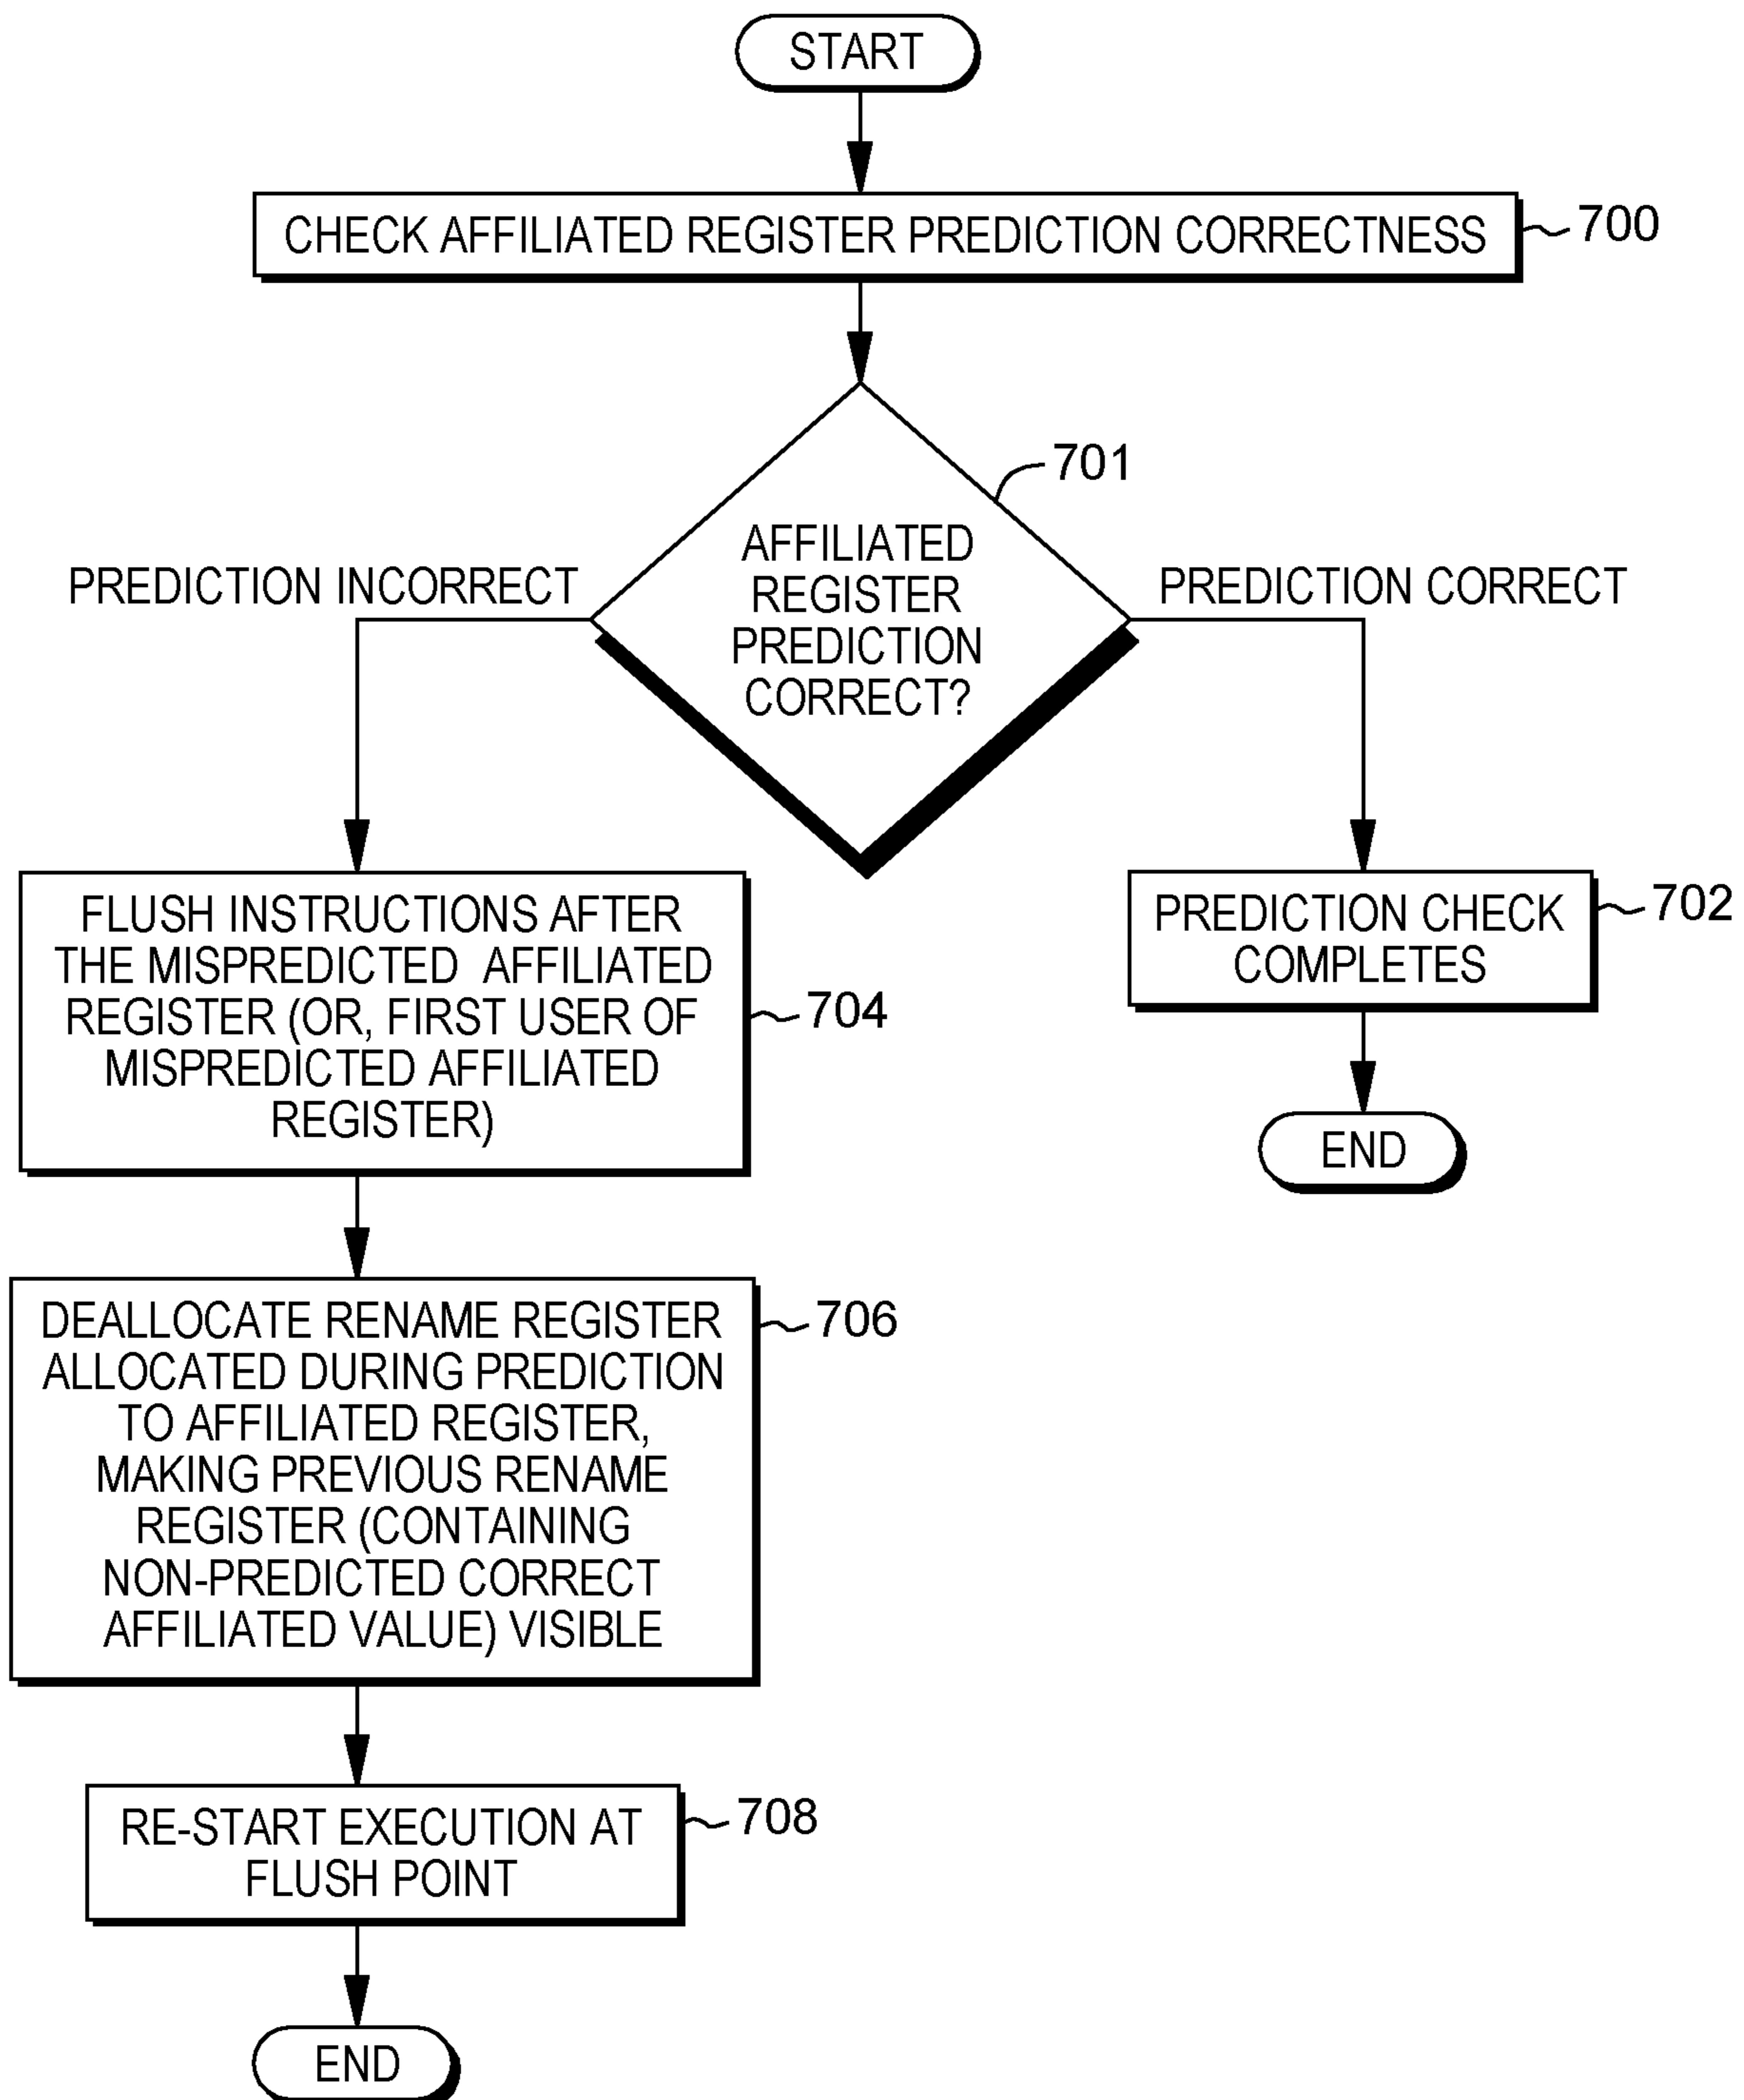 START
CHECK AFFILIATED REGISTER PREDICTION CORRECTNESS
700
701
AFFILIATED
REGISTER
PREDICTION
CORRECT?
PREDICTION INCORRECT
PREDICTION CORRECT
FLUSH INSTRUCTIONS AFTER
THE MISPREDICTED AFFILIATED
REGISTER (OR, FIRST USER OF
MISPREDICTED AFFILIATED
REGISTER)
704
PREDICTION CHECK
COMPLETES
702
END
DEALLOCATE RENAME REGISTER
ALLOCATED DURING PREDICTION
TO AFFILIATED REGISTER,
MAKING PREVIOUS RENAME
REGISTER (CONTAINING
NON-PREDICTED CORRECT
AFFILIATED VALUE) VISIBLE
706
RE-START EXECUTION AT
FLUSH POINT
708
END